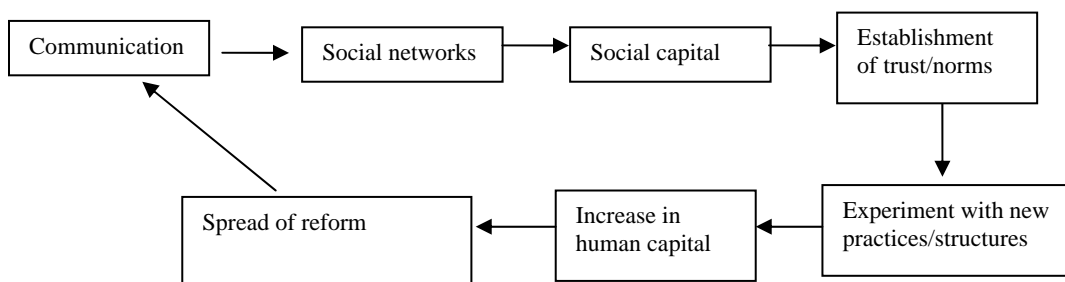 Communication
Social networks
Social capital
Establishment
of trust/norms
Experiment with new
practices/structures
Increase in
human capital
Spread of reform